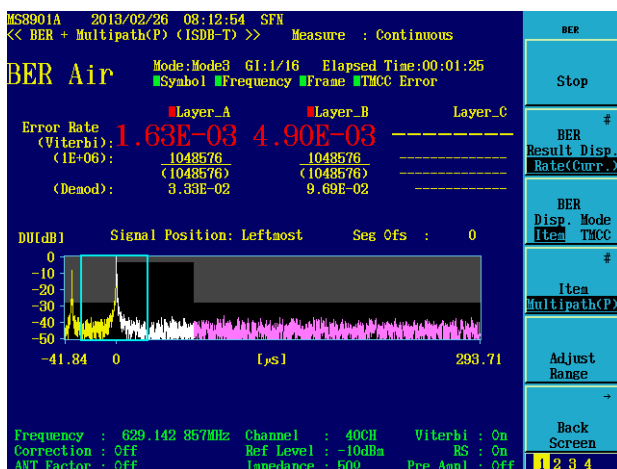 MS8901A 2013/02/26 08:12:54 SFN
<< BER + Multipath(P) (ISDB-T) >> Measure : Continuous
BER Air
Mode:Mode3 GI:1/16 Elapsed Time:00:01:25
Symbol Frequency Frame TMCC Error
Layer_A Layer_B Layer_C
Error Rate
(Viterbi): 1.63E-03 4.90E-03 ----------
(1E+06): 1048576 1048576 ------------
(1048576) (1048576) ------------
(Demod): 3.33E-02 9.69E-02 ------------
DU[dB] Signal Position: Leftmost Seg Ofs : 0
0
-10
-20
-30
-40
-50
-41.84 0 [µs] 293.71
Frequency : 629.142 857MHz Channel : 40CH Viterbi : On
Correction : Off Ref Level : -10dBm RS : On
ANT Factor : Off Impedance : 50Ω Pre Ampl : Off
BER
Stop
#
BER
Result Disp.
Rate(Curr.)
BER
Disp. Mode
Item TMCC
#
Item
Multipath(P)
Adjust
Range
→
Back
Screen
1 2 3 4